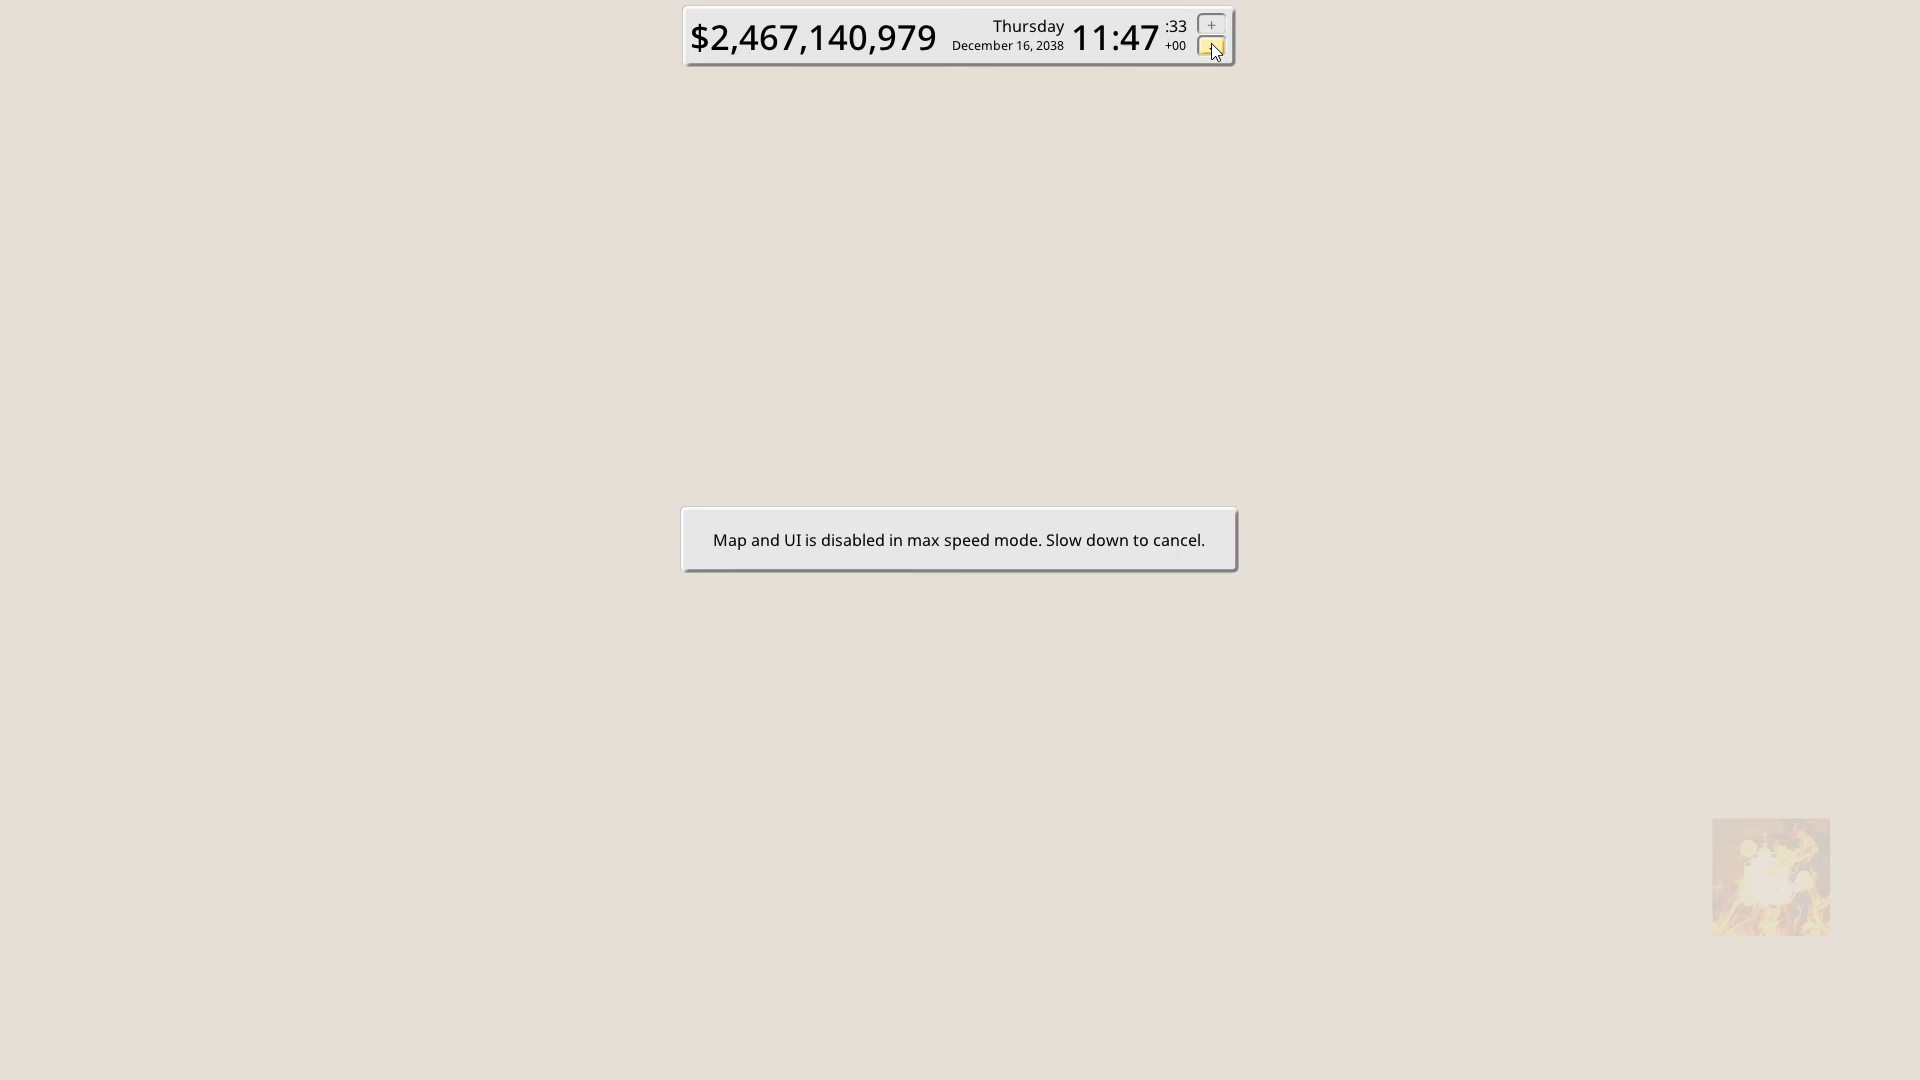 $2,467,140,979
Thursday
December 16, 2038
11:47
:33
+00
+
Map and UI is disabled in max speed mode. Slow down to cancel.